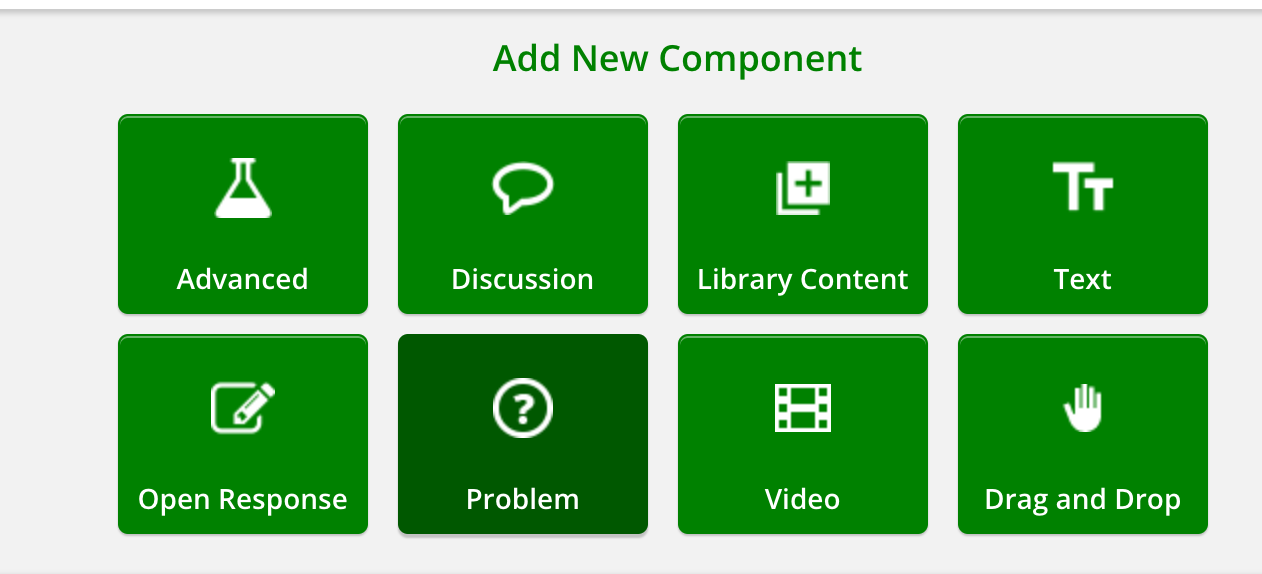 Add New Component
Advanced
Discussion
Library Content
Text
Open Response
Problem
Video
Drag and Drop